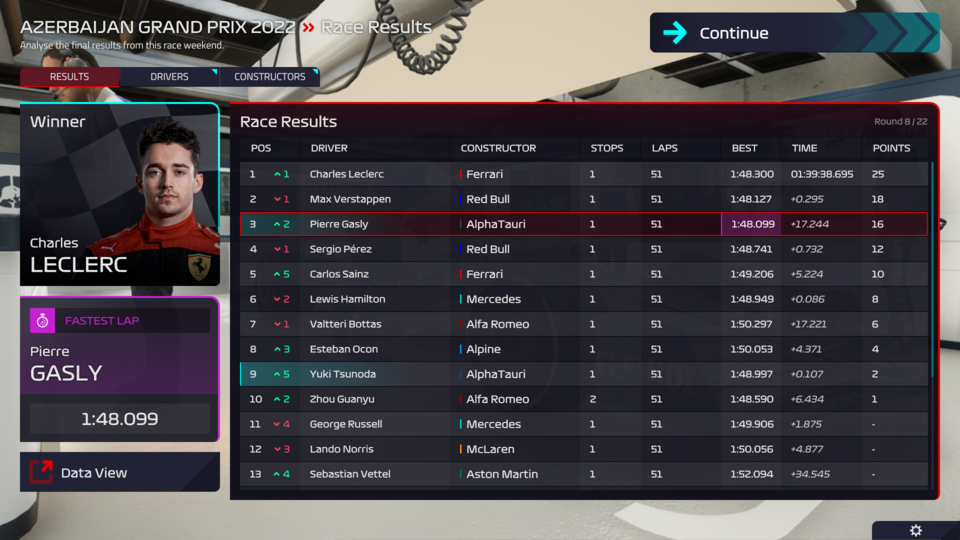 AZERBAIJAN GRAND PRIX 2022 » Race Results
Analyse the final results from this race weekend.
Continue
RESULTS DRIVERS CONSTRUCTORS
Winner
Charles
LECLERC
FASTEST LAP
Pierre
GASLY
1:48.099
Data View
Race Results
Round 8 / 22
POS DRIVER CONSTRUCTOR STOPS LAPS BEST TIME POINTS
1 1 Charles Leclerc Ferrari 1 51 1:48.300 01:39:38.695 25
2 1 Max Verstappen Red Bull 1 51 1:48.127 +0.295 18
3 2 Pierre Gasly AlphaTauri 1 51 1:48.099 +17.244 16
4 1 Sergio Pérez Red Bull 1 51 1:48.741 +0.732 12
5 5 Carlos Sainz Ferrari 1 51 1:49.206 +5.224 10
6 2 Lewis Hamilton Mercedes 1 51 1:48.949 +0.086 8
7 1 Valtteri Bottas Alfa Romeo 1 51 1:50.297 +17.221 6
8 3 Esteban Ocon Alpine 1 51 1:50.053 +4.371 4
9 5 Yuki Tsunoda AlphaTauri 1 51 1:48.997 +0.107 2
10 2 Zhou Guanyu Alfa Romeo 2 51 1:48.590 +6.434 1
11 4 George Russell Mercedes 1 51 1:49.906 +1.875 -
12 3 Lando Norris McLaren 1 51 1:50.056 +4.877 -
13 4 Sebastian Vettel Aston Martin 1 51 1:52.094 +34.545 -